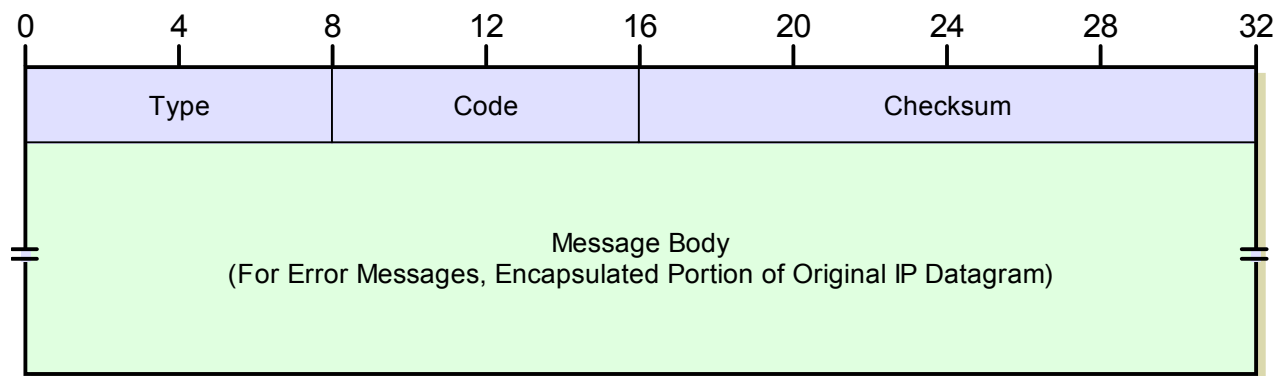 0 4 8 12 16 20 24 28 32
Type Code Checksum
Message Body
(For Error Messages, Encapsulated Portion of Original IP Datagram)